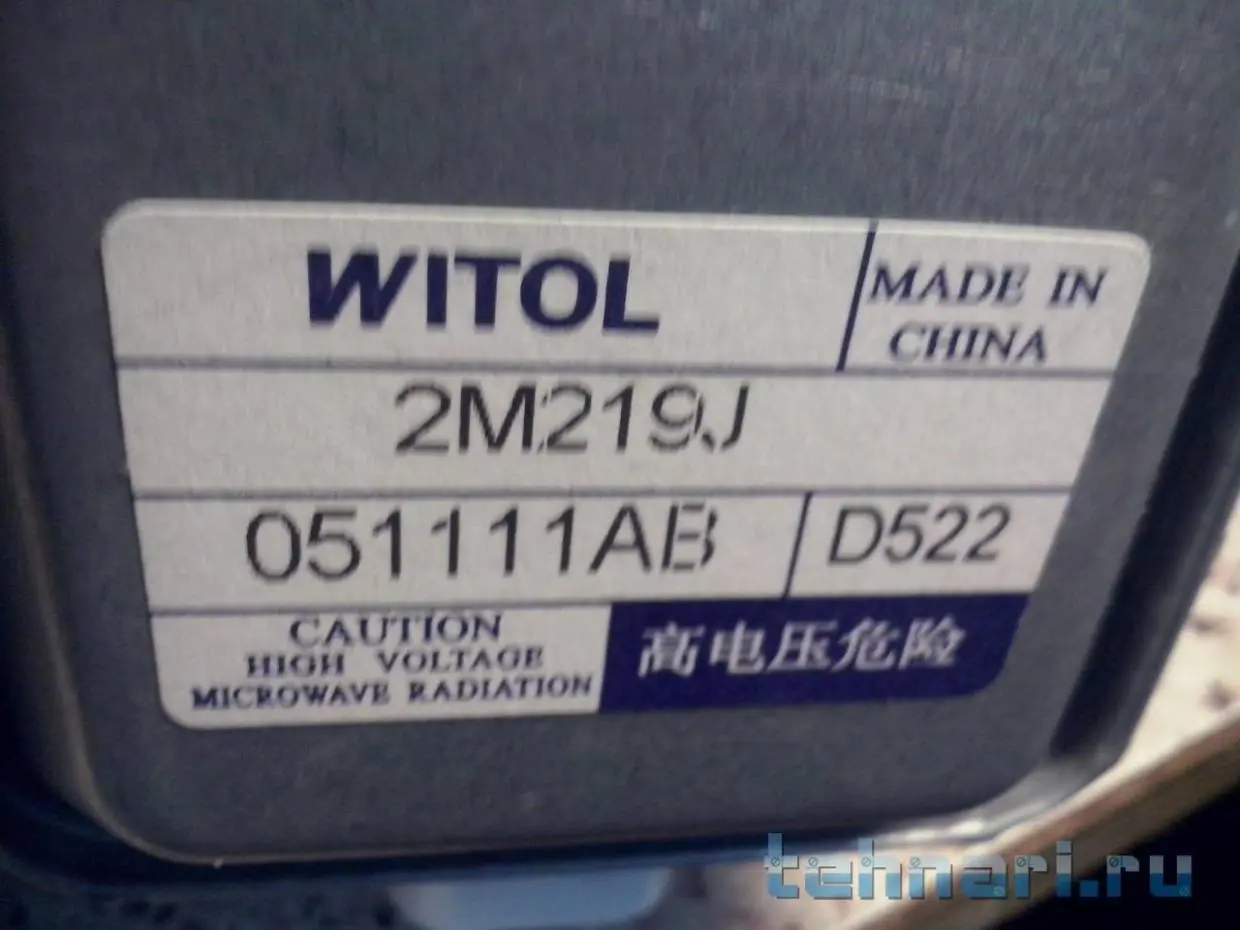 WITOL
MADE IN
CHINA
2M219J
051111AB
D522
CAUTION
HIGH VOLTAGE
MICROWAVE RADIATION
高电压危险
tehnari.ru